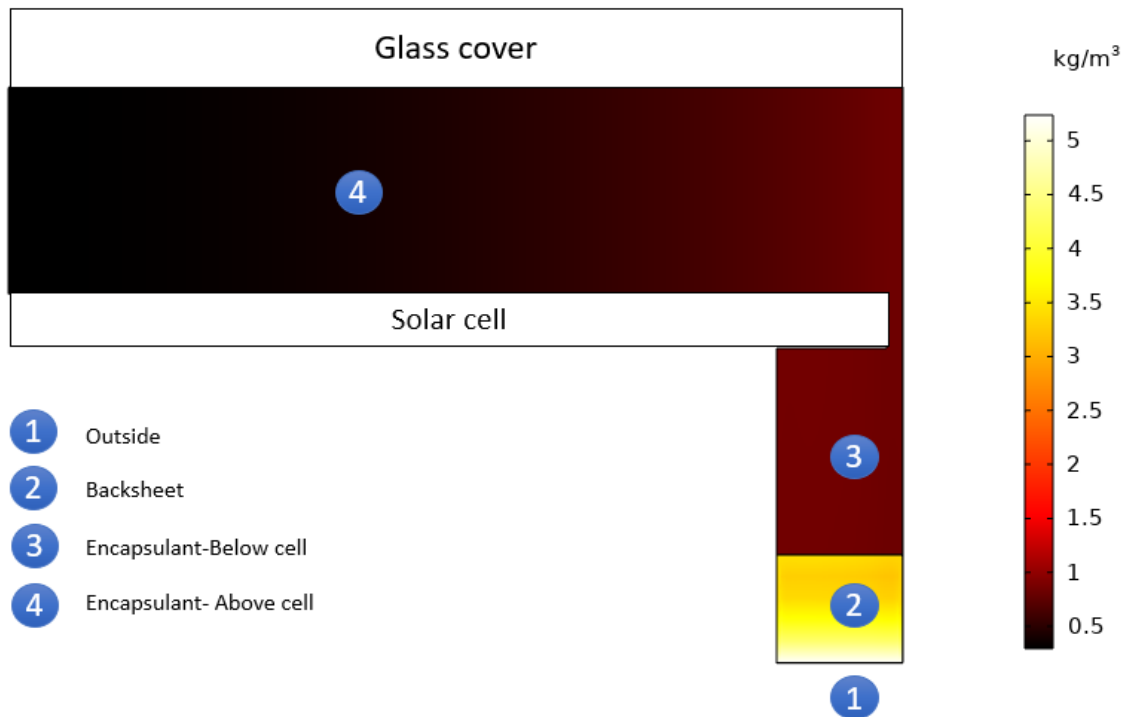 Glass cover
kg/m³
5
4
4.5
4
3.5
Solar cell
3
2.5
1 Outside
3
2
2 Backsheet
1.5
3 Encapsulant-Below cell
1
4 Encapsulant- Above cell
2
0.5
1